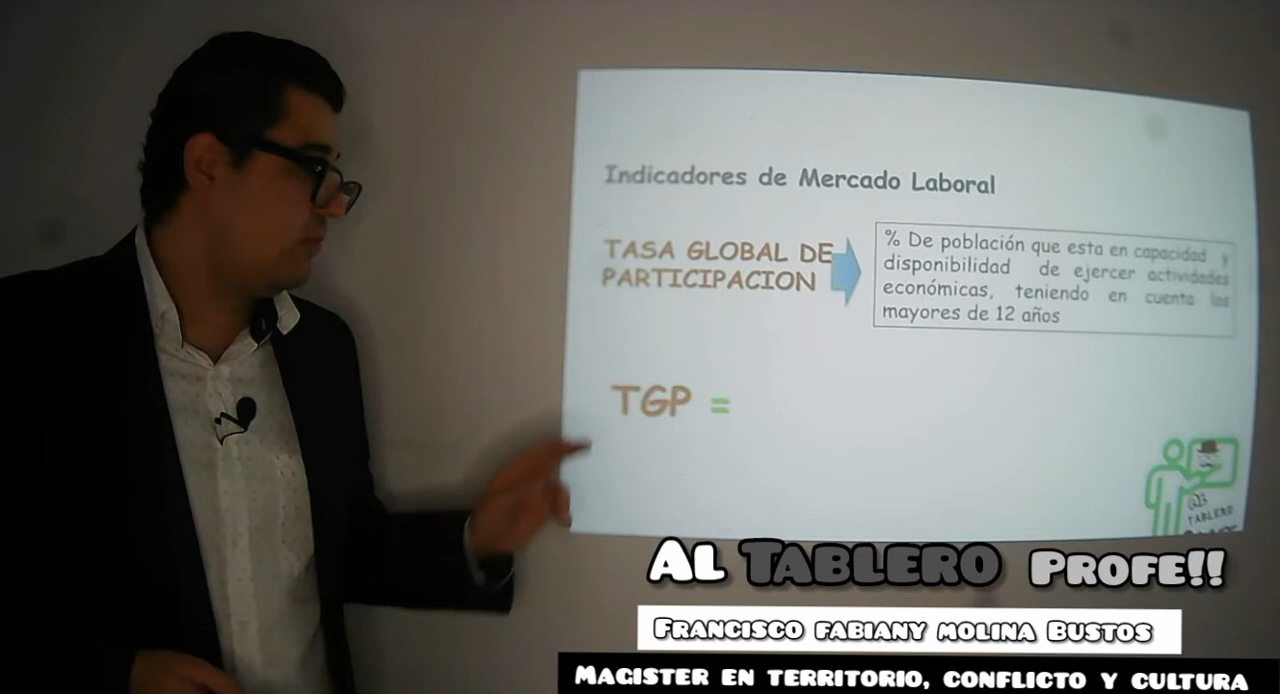 Indicadores de Mercado Laboral
TASA GLOBAL DE
PARTICIPACION
% De población que esta en capacidad y
disponibilidad de ejercer actividades
económicas, teniendo en cuenta los
mayores de 12 años
TGP =
TABLERO
AL TABLERO PROFE!!
FRANCISCO FABIANY MOLINA BUSTOS
MAGISTER EN TERRITORIO, CONFLICTO Y CULTURA